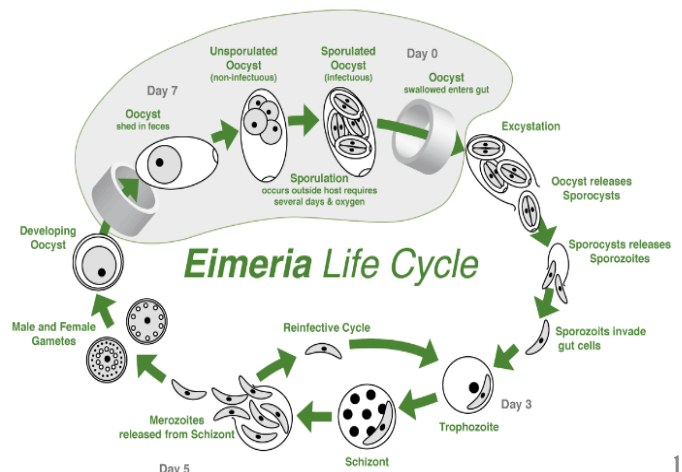 Unsporulated
Oocyst
(non-infectuous)
Sporulated
Oocyst
(infectuous)
Day 0
Oocyst
swallowed enters gut
Day 7
Oocyst
shed in feces
Excystation
Sporulation
occurs outside host requires
several days & oxygen
Oocyst releases
Sporocysts
Developing
Oocyst
Eimeria Life Cycle
Sporocysts releases
Sporozoites
Male and Female
Gametes
Reinfective Cycle
Sporozoits invade
gut cells
Day 3
Merozoites
released from Schizont
Trophozoite
Schizont
Day 5
1